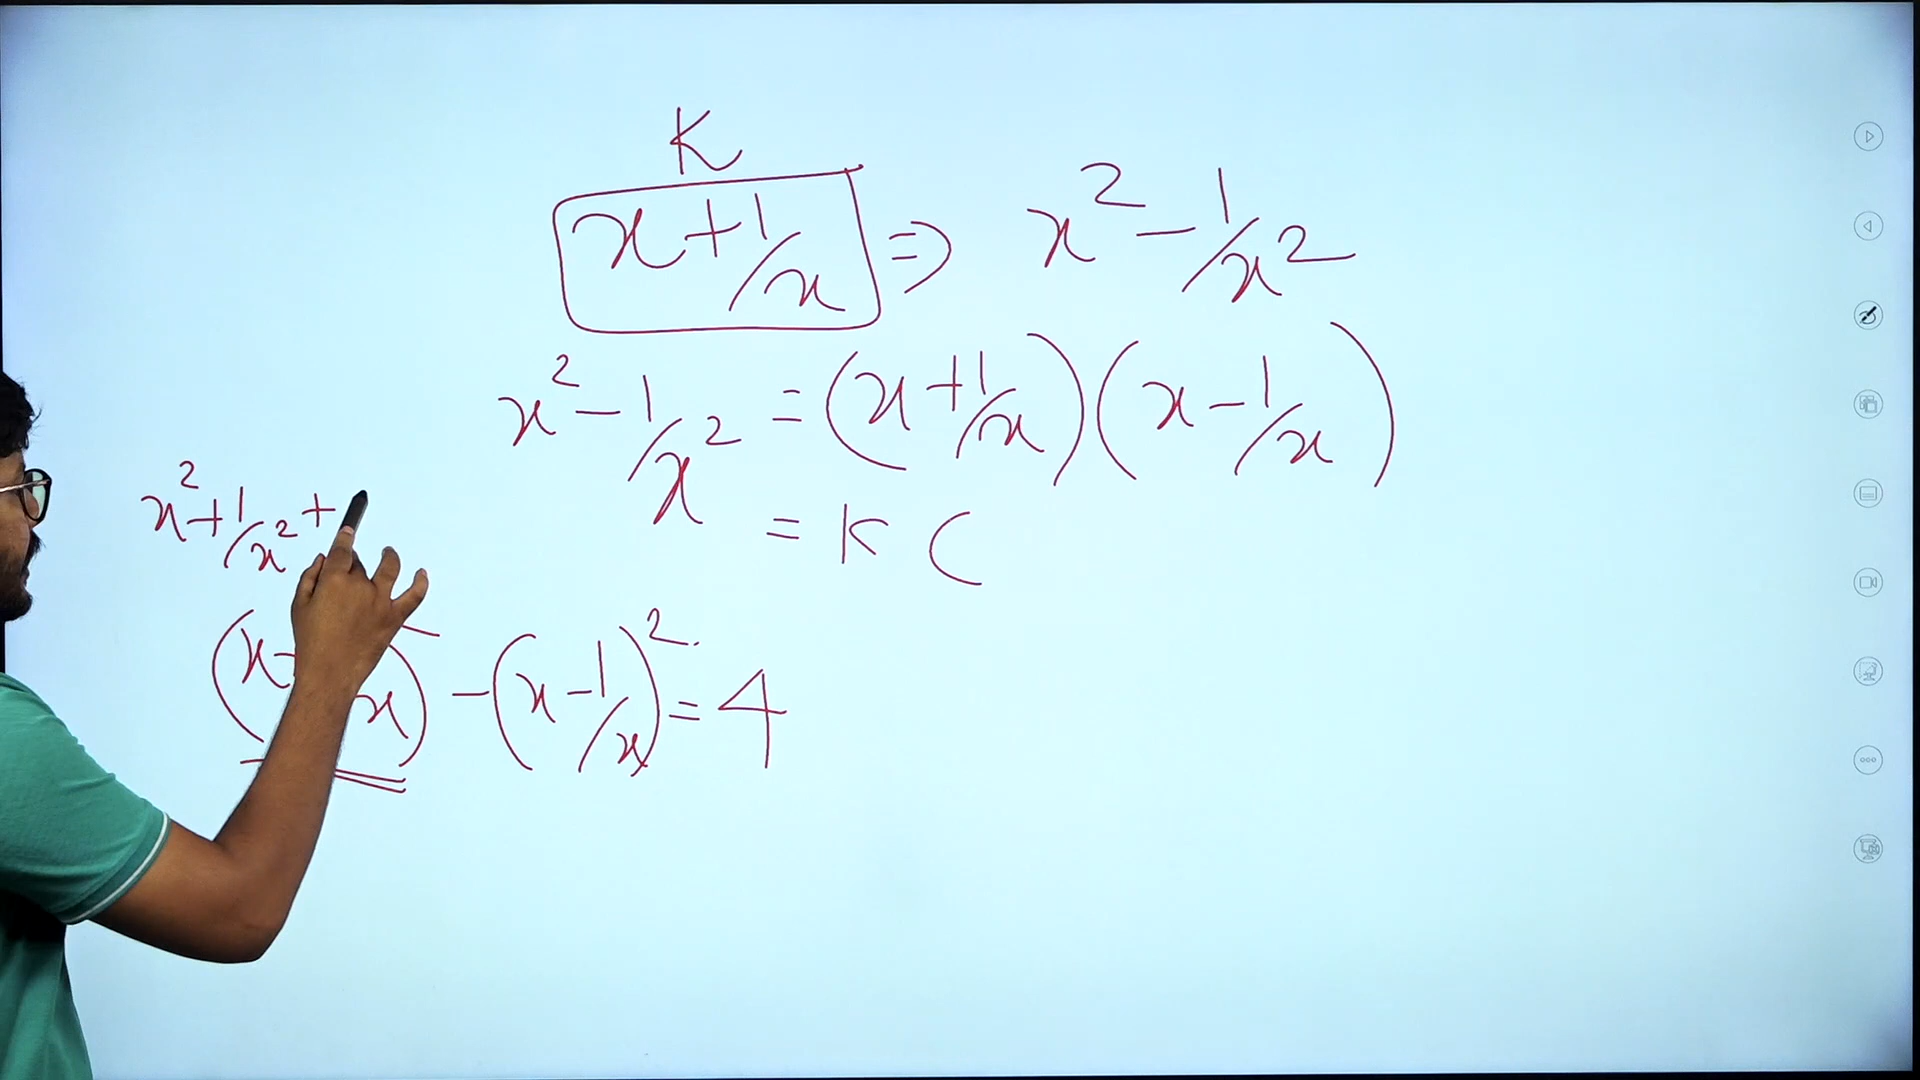 K
x+1/x ⇒ x² - 1/x²
x² - 1/x² = (x + 1/x)(x - 1/x)
= K (
x² + 1/x² +
(x x) - (x - 1/x)² = 4